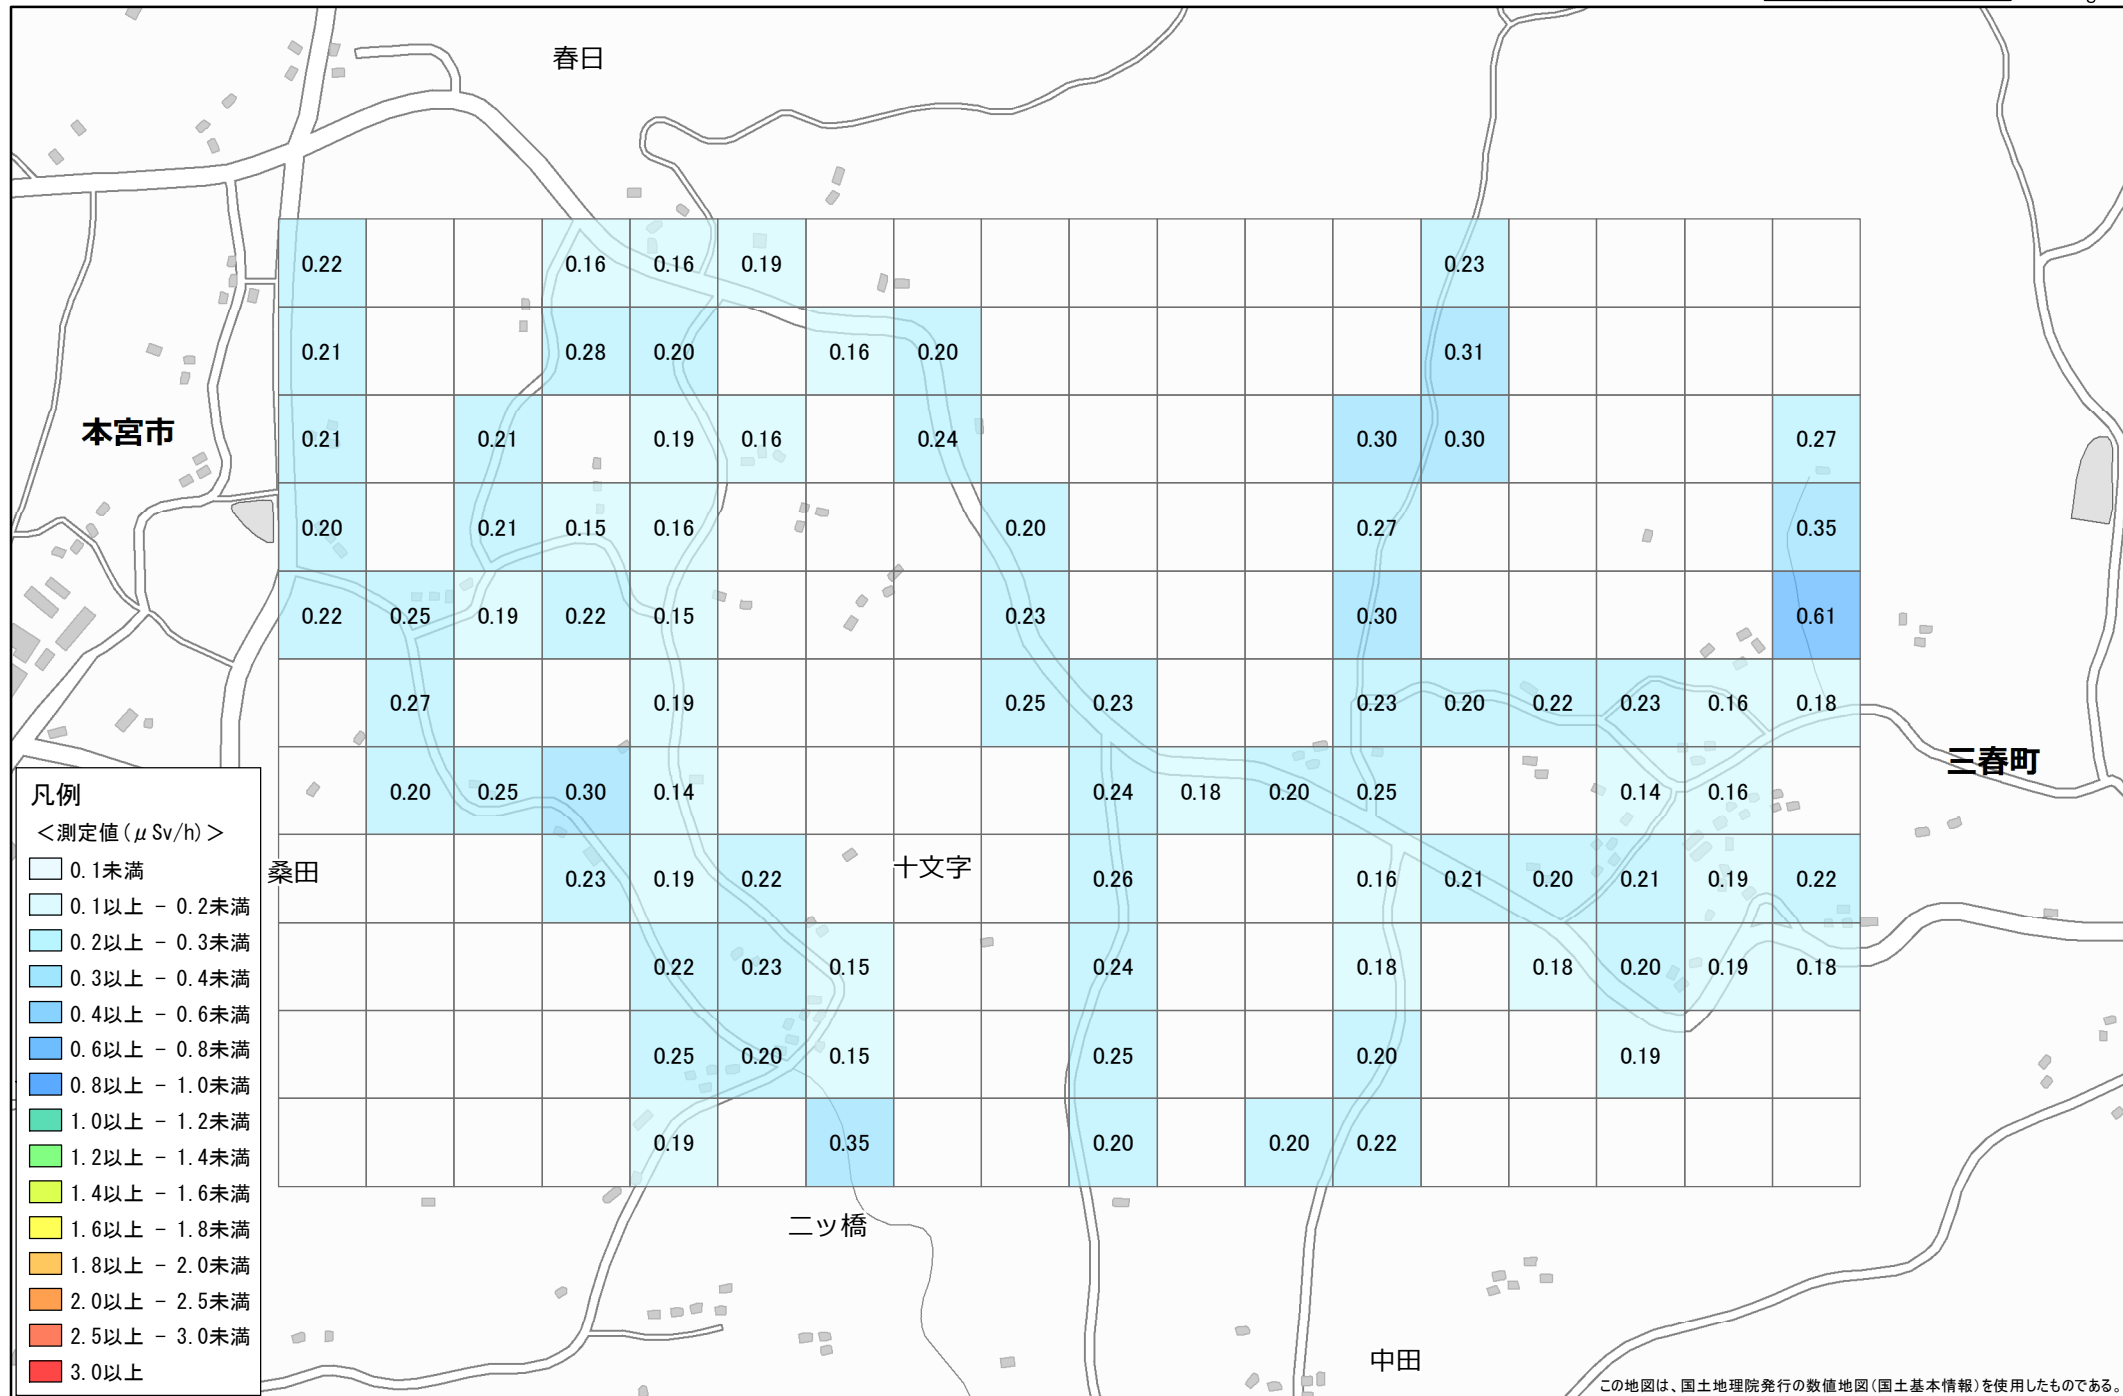 春日
0.22 0.16 0.16 0.19 0.23
0.21 0.28 0.20 0.16 0.20 0.31
本宮市
0.21 0.21 0.19 0.16 0.24 0.30 0.30 0.27
0.20 0.21 0.15 0.16 0.20 0.27 0.35
0.22 0.25 0.19 0.22 0.15 0.23 0.30 0.61
0.27 0.19 0.25 0.23 0.23 0.20 0.22 0.23 0.16 0.18
三春町
0.20 0.25 0.30 0.14 0.24 0.18 0.20 0.25 0.14 0.16
桑田
十文字
0.23 0.19 0.22 0.26 0.16 0.21 0.20 0.21 0.19 0.22
0.22 0.23 0.15 0.24 0.18 0.18 0.20 0.19 0.18
0.25 0.20 0.15 0.25 0.20 0.19
0.19 0.35 0.20 0.20 0.22
二ッ橋
中田
凡例
＜測定値(μSv/h)＞
0.1未満
0.1以上 － 0.2未満
0.2以上 － 0.3未満
0.3以上 － 0.4未満
0.4以上 － 0.6未満
0.6以上 － 0.8未満
0.8以上 － 1.0未満
1.0以上 － 1.2未満
1.2以上 － 1.4未満
1.4以上 － 1.6未満
1.6以上 － 1.8未満
1.8以上 － 2.0未満
2.0以上 － 2.5未満
2.5以上 － 3.0未満
3.0以上
この地図は、国土地理院発行の数値地図(国土基本情報)を使用したものである。